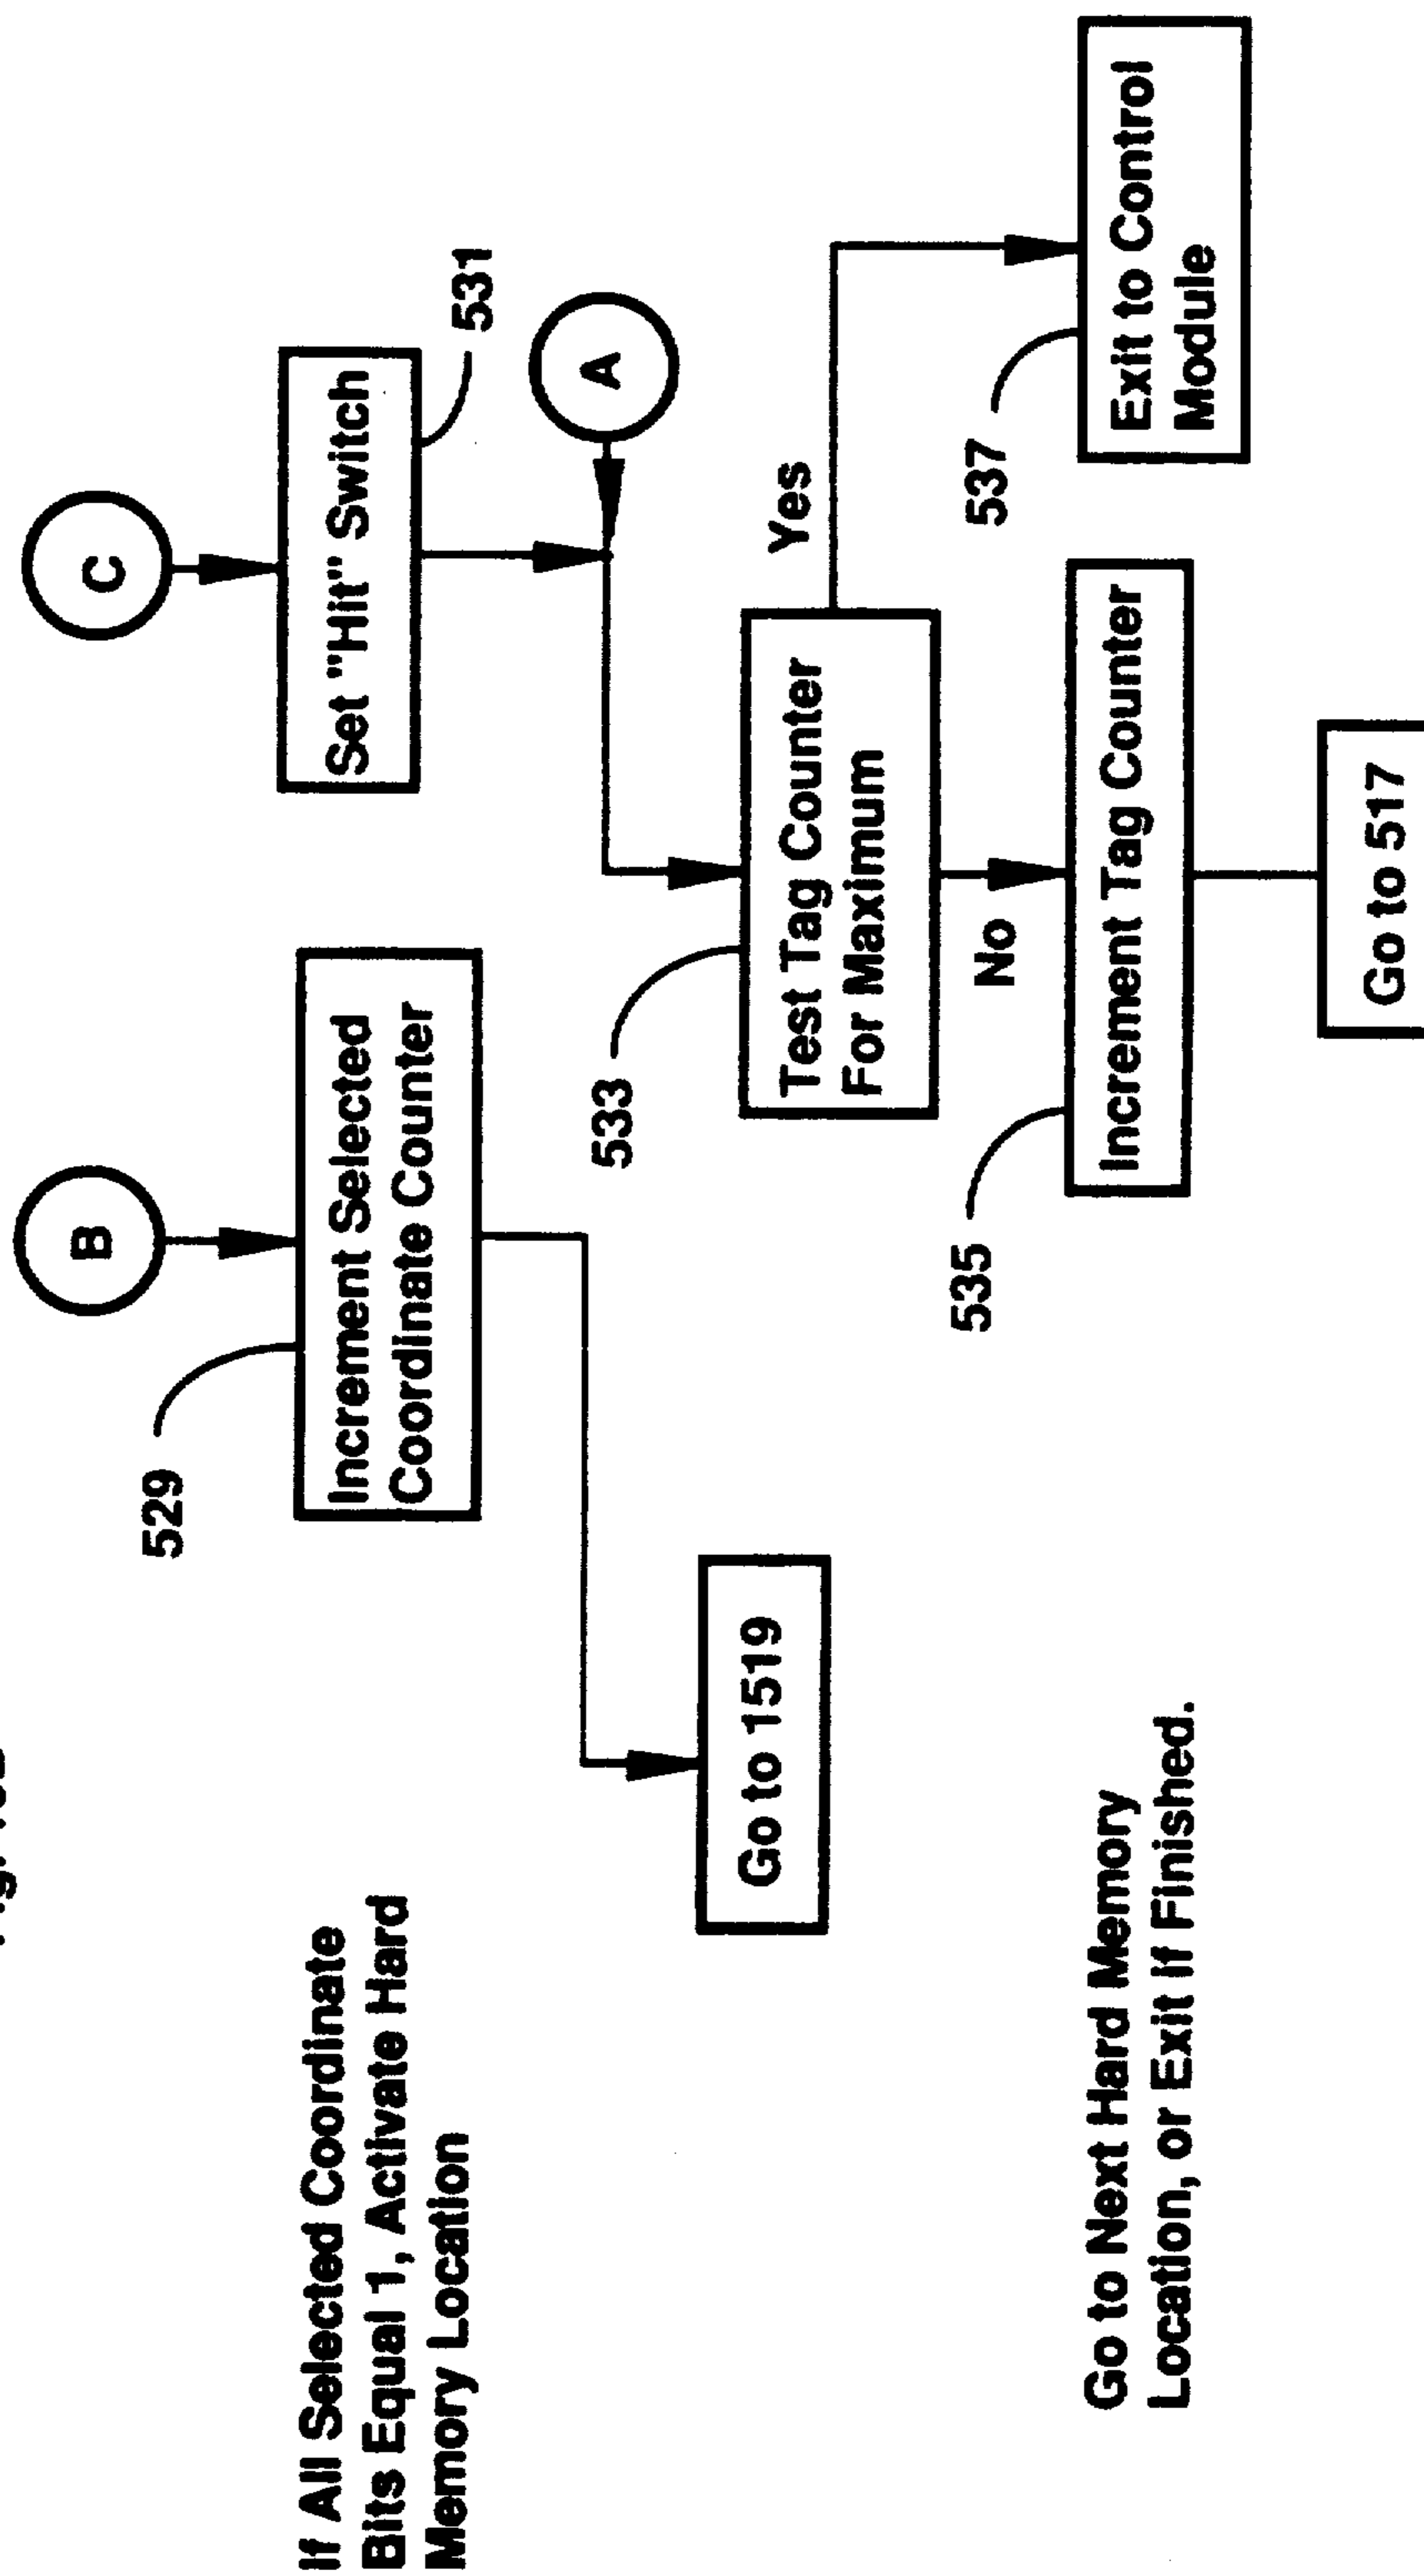 B
C
529
If All Selected Coordinate
Bits Equal 1, Activate Hard
Memory Location
Increment Selected
Coordinate Counter
Set "Hit" Switch
531
A
533
Go to 1519
Test Tag Counter
For Maximum
Yes
No
535
537
Go to Next Hard Memory
Location, or Exit if Finished.
Increment Tag Counter
Exit to Control
Module
Go to 517